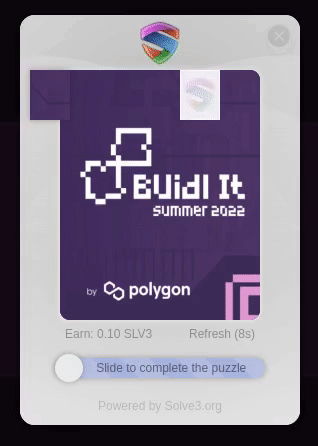 BUidl It
summer 2022
by polygon
Earn: 0.10 SLV3
Refresh (8s)
Slide to complete the puzzle
Powered by Solve3.org